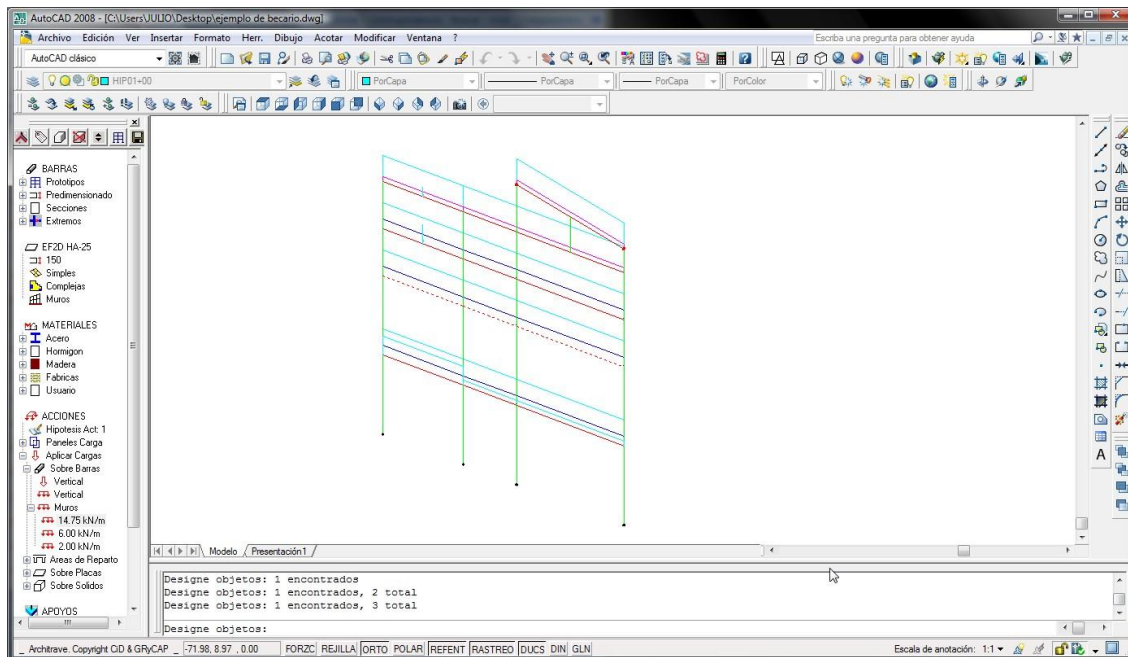 AutoCAD 2008 - [C:\Users\JULIO\Desktop\ejemplo de becario.dwg]
Archivo Edición Ver Insertar Formato Herr. Dibujo Acotar Modificar Ventana ?
Escriba una pregunta para obtener ayuda
AutoCAD clásico
HIP01+00
PorCapa
PorCapa
PorCapa
PorColor
BARRAS
Prototipos
Predimensionado
Secciones
Extremos
EF2D HA-25
150
Simples
Complejas
Muros
MATERIALES
Acero
Hormigon
Madera
Fabricas
Usuario
ACCIONES
Hipotesis Act: 1
Paneles Carga
Aplicar Cargas
Sobre Barras
Vertical
Vertical
Muros
14.75 kN/m
6.00 kN/m
2.00 kN/m
Areas de Reparto
Sobre Placas
Sobre Solidos
APOYOS
Modelo
Presentación1
Designe objetos: 1 encontrados
Designe objetos: 1 encontrados, 2 total
Designe objetos: 1 encontrados, 3 total
Designe objetos:
_ Architrave. Copyright CiD & GRyCAP _ -71.98, 8.97 , 0.00 FORZC REJILLA ORTO POLAR REFENT RASTREO DUCS DIN GLN
Escala de anotación: 1:1